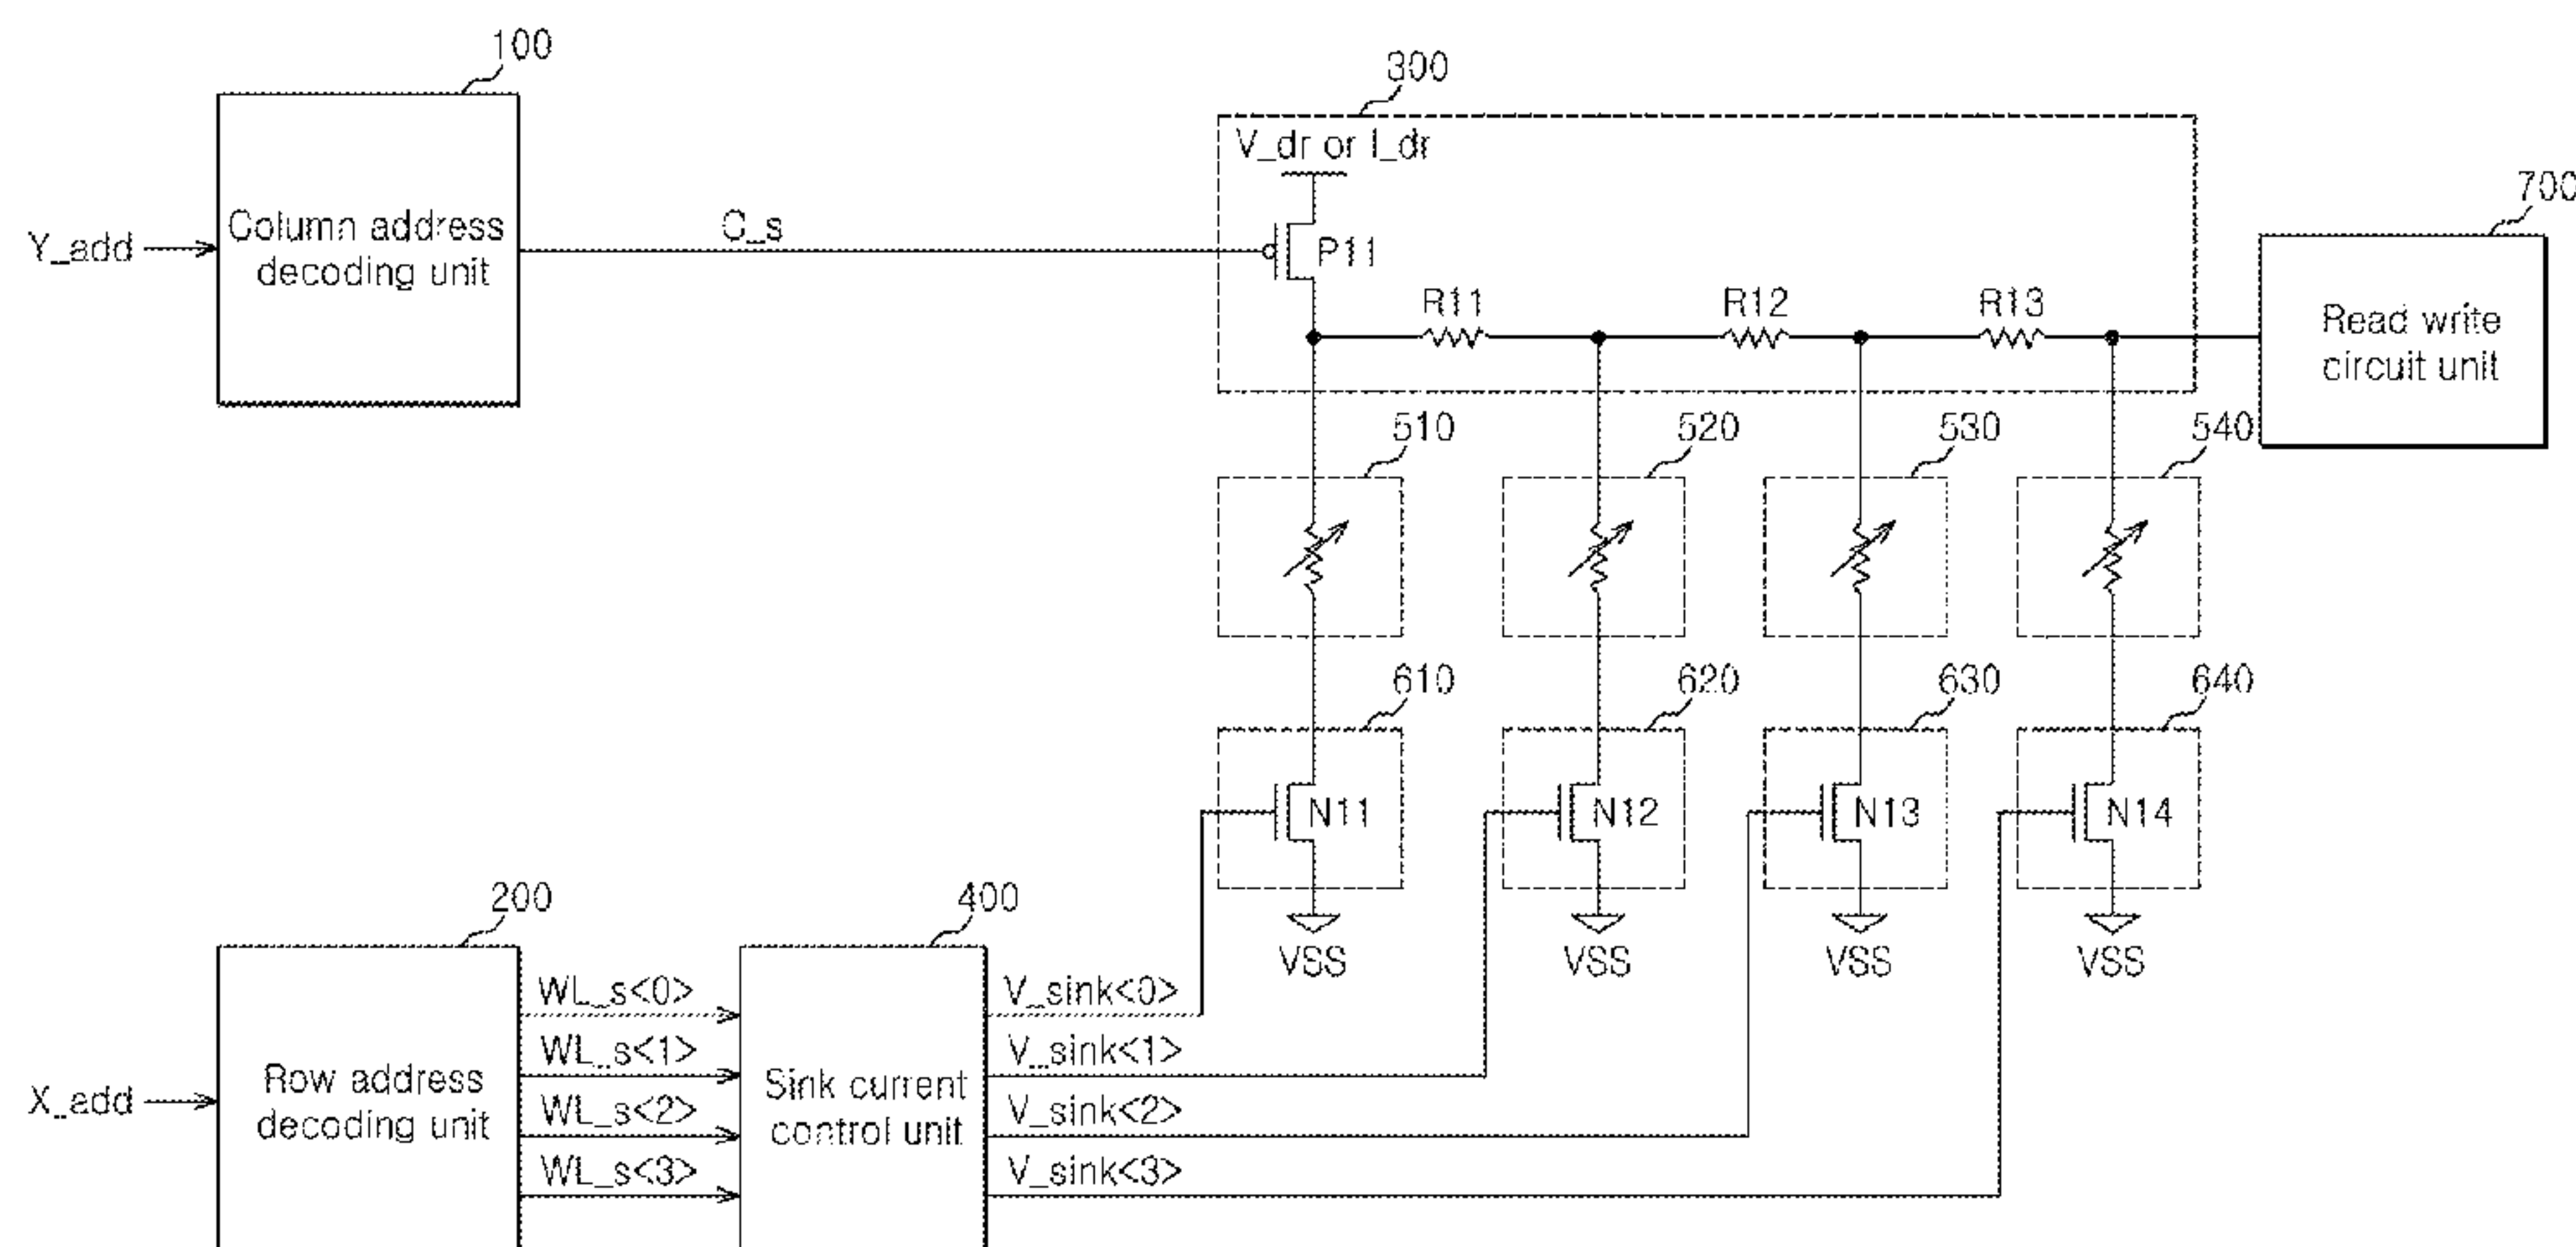 100
300
V_dr or I_dr
700
Column address
decoding unit
Y_add
C_s
P11
R11
R12
R13
Read write
circuit unit
510
520
530
540
610
620
630
640
N11
N12
N13
N14
200
400
VSS
VSS
VSS
VSS
WL_s<0>
V_sink<0>
WL_s<1>
V_sink<1>
X_add
Row address
decoding unit
Sink current
control unit
WL_s<2>
V_sink<2>
WL_s<3>
V_sink<3>